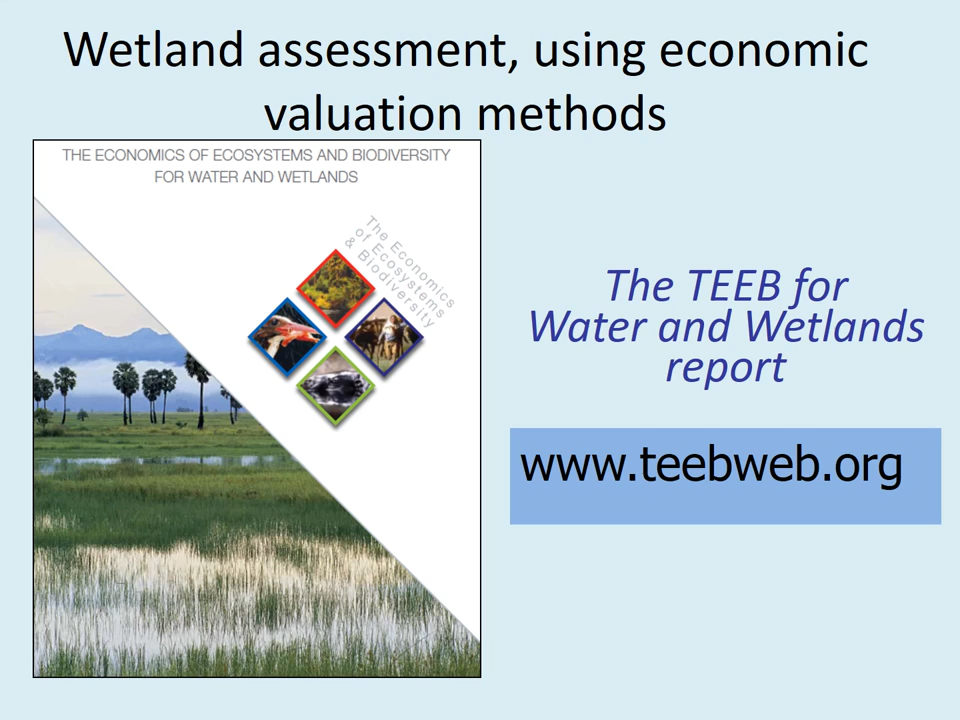 Wetland assessment, using economic
valuation methods
THE ECONOMICS OF ECOSYSTEMS AND BIODIVERSITY
FOR WATER AND WETLANDS
The Economics
of Ecosystems
& Biodiversity
The TEEB for
Water and Wetlands
report
www.teebweb.org